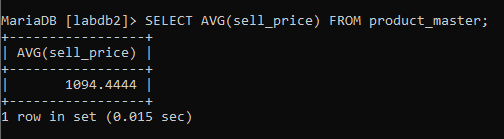 MariaDB [labdb2]> SELECT AVG(sell_price) FROM product_master;
+-----------------+
| AVG(sell_price) |
+-----------------+
|       1094.4444 |
+-----------------+
1 row in set (0.015 sec)